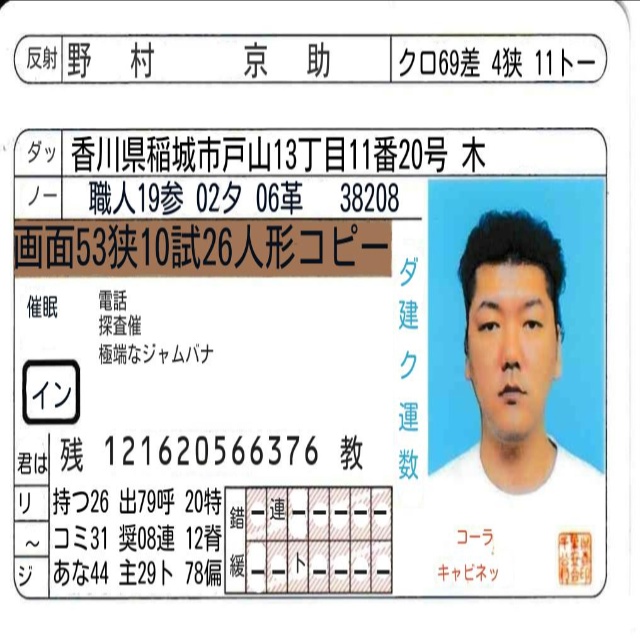 反射 野村 京助 クロ69差 4狭 11トー
ダッ 香川県稲城市戸山13丁目11番20号 木
ノー 職人19参 02タ 06革 38208
画面53狭10試26人形コピー
催眠 電話
探査催
極端なジャムバナ
イン
ダ建ク運数
君は 残 121620566376 教
リ 持つ26 出79呼 20特
~ コミ31 奨08連 12脊
ジ あな44 主29ト 78偏
錯 ー 連 ー ー ー ー
緩 ー ー ト ー ー ー ー
コーラ
キャビネッ